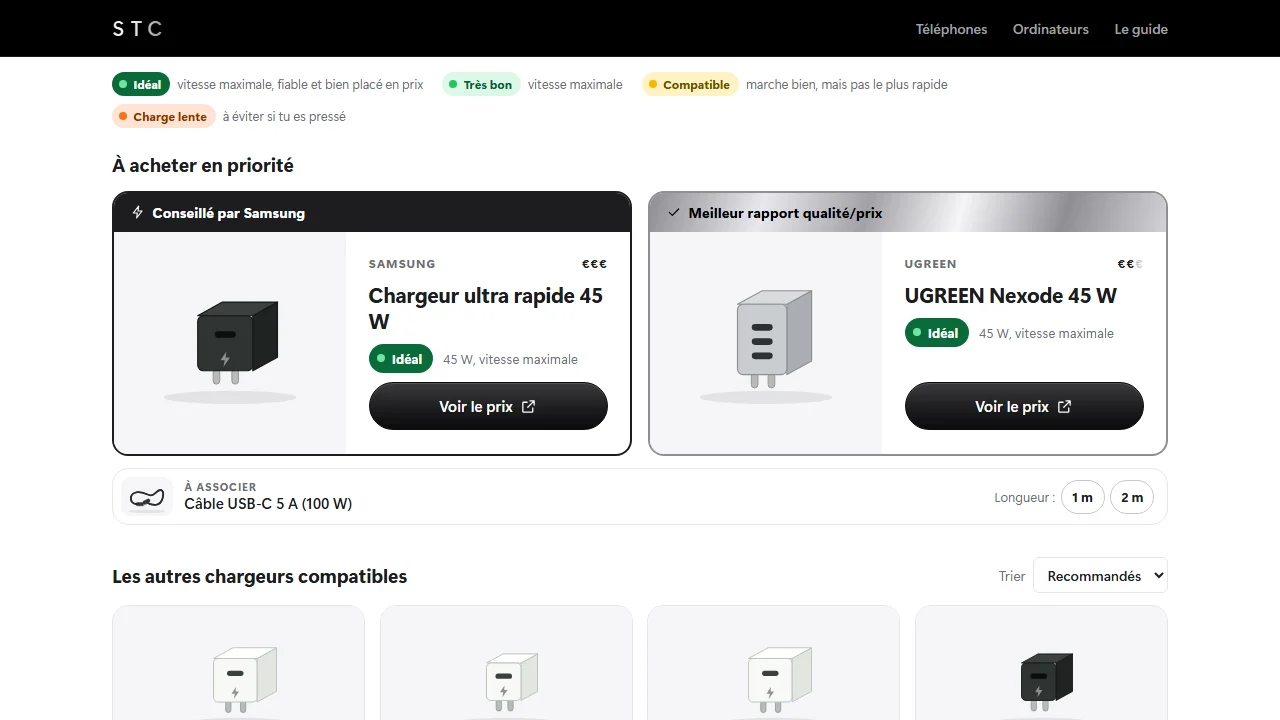 STC
Téléphones Ordinateurs Le guide
Idéal vitesse maximale, fiable et bien placé en prix Très bon vitesse maximale Compatible marche bien, mais pas le plus rapide
Charge lente à éviter si tu es pressé
À acheter en priorité
Conseillé par Samsung
SAMSUNG €€€
Chargeur ultra rapide 45
W
Idéal 45 W, vitesse maximale
Voir le prix
Meilleur rapport qualité/prix
UGREEN €€€
UGREEN Nexode 45 W
Idéal 45 W, vitesse maximale
Voir le prix
À ASSOCIER
Câble USB-C 5 A (100 W)
Longueur : 1 m 2 m
Les autres chargeurs compatibles
Trier Recommandés